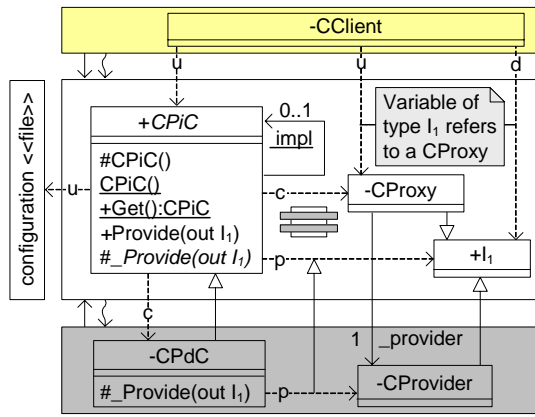 -CClient
u
u
d
configuration <<file>>
+CPiC
0..1
impl
Variable of
type I₁ refers
to a CProxy
#CPiC()
CPiC()
+Get():CPiC
+Provide(out I₁)
#_Provide(out I₁)
u
c
-CProxy
p
+I₁
c
1
_provider
-CPdC
#_Provide(out I₁)
p
-CProvider